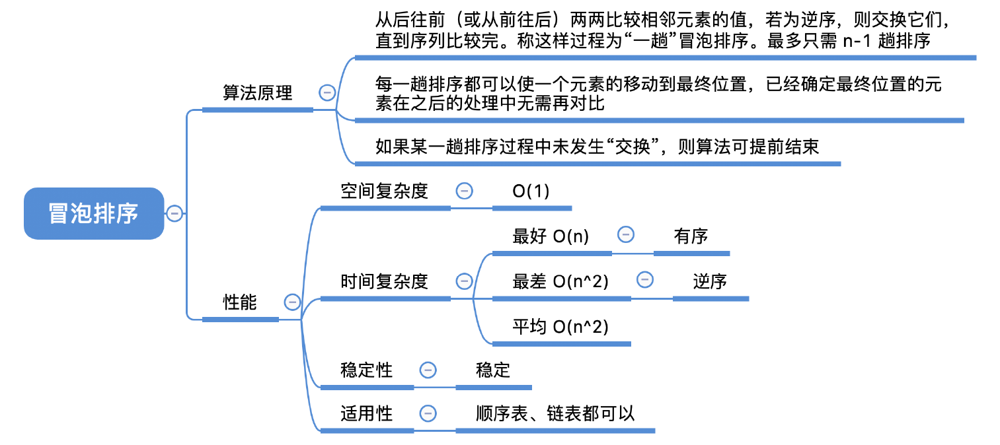 从后往前（或从前往后）两两比较相邻元素的值，若为逆序，则交换它们，
直到序列比较完。称这样过程为“一趟”冒泡排序。最多只需 n-1 趟排序
算法原理
每一趟排序都可以使一个元素的移动到最终位置，已经确定最终位置的元
素在之后的处理中无需再对比
如果某一趟排序过程中未发生“交换”，则算法可提前结束
冒泡排序
空间复杂度
O(1)
最好 O(n)
有序
时间复杂度
最差 O(n^2)
逆序
性能
平均 O(n^2)
稳定性
稳定
适用性
顺序表、链表都可以